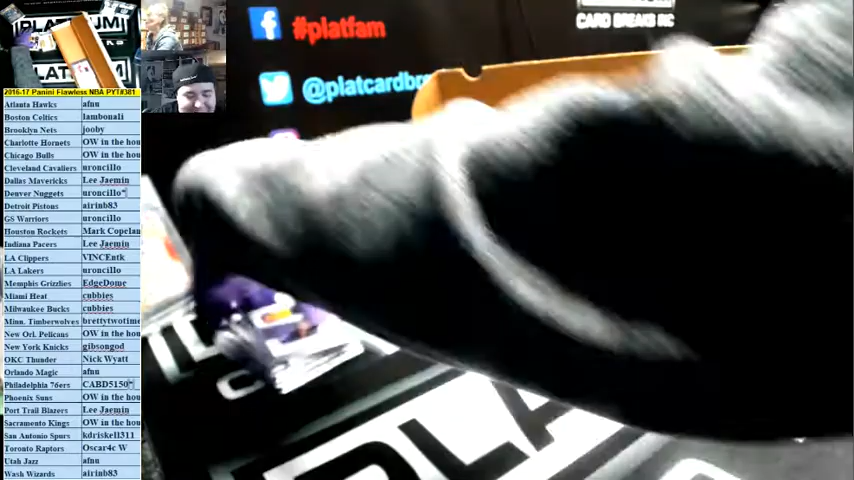 PLATINUM
PLATINUM
#platfam
CARD BREAKS INC
@platcardbr
2016-17 Panini Flawless NBA PYT#381
Atlanta Hawks afnu
Boston Celtics lambonali
Brooklyn Nets jooby
Charlotte Hornets OW in the hou
Chicago Bulls OW in the hou
Cleveland Cavaliers uroncillo
Dallas Mavericks Lee Jaemin
Denver Nuggets uroncillo*
Detroit Pistons airinb83
GS Warriors uroncillo
Houston Rockets Mark Copelan
Indiana Pacers Lee Jaemin
LA Clippers VINCEntk
LA Lakers uroncillo
Memphis Grizzlies EdgeDome
Miami Heat cubbies
Milwaukee Bucks cubbies
Minn. Timberwolves brettytwotime
New Orl. Pelicans OW in the hou
New York Knicks gibsongod
OKC Thunder Nick Wyatt
Orlando Magic afnu
Philadelphia 76ers CABD5150*
Phoenix Suns OW in the hou
Port Trail Blazers Lee Jaemin
Sacramento Kings OW in the hou
San Antonio Spurs kdriskell311
Toronto Raptors Oscar4c W
Utah Jazz afnu
Wash Wizards airinb83
PLA